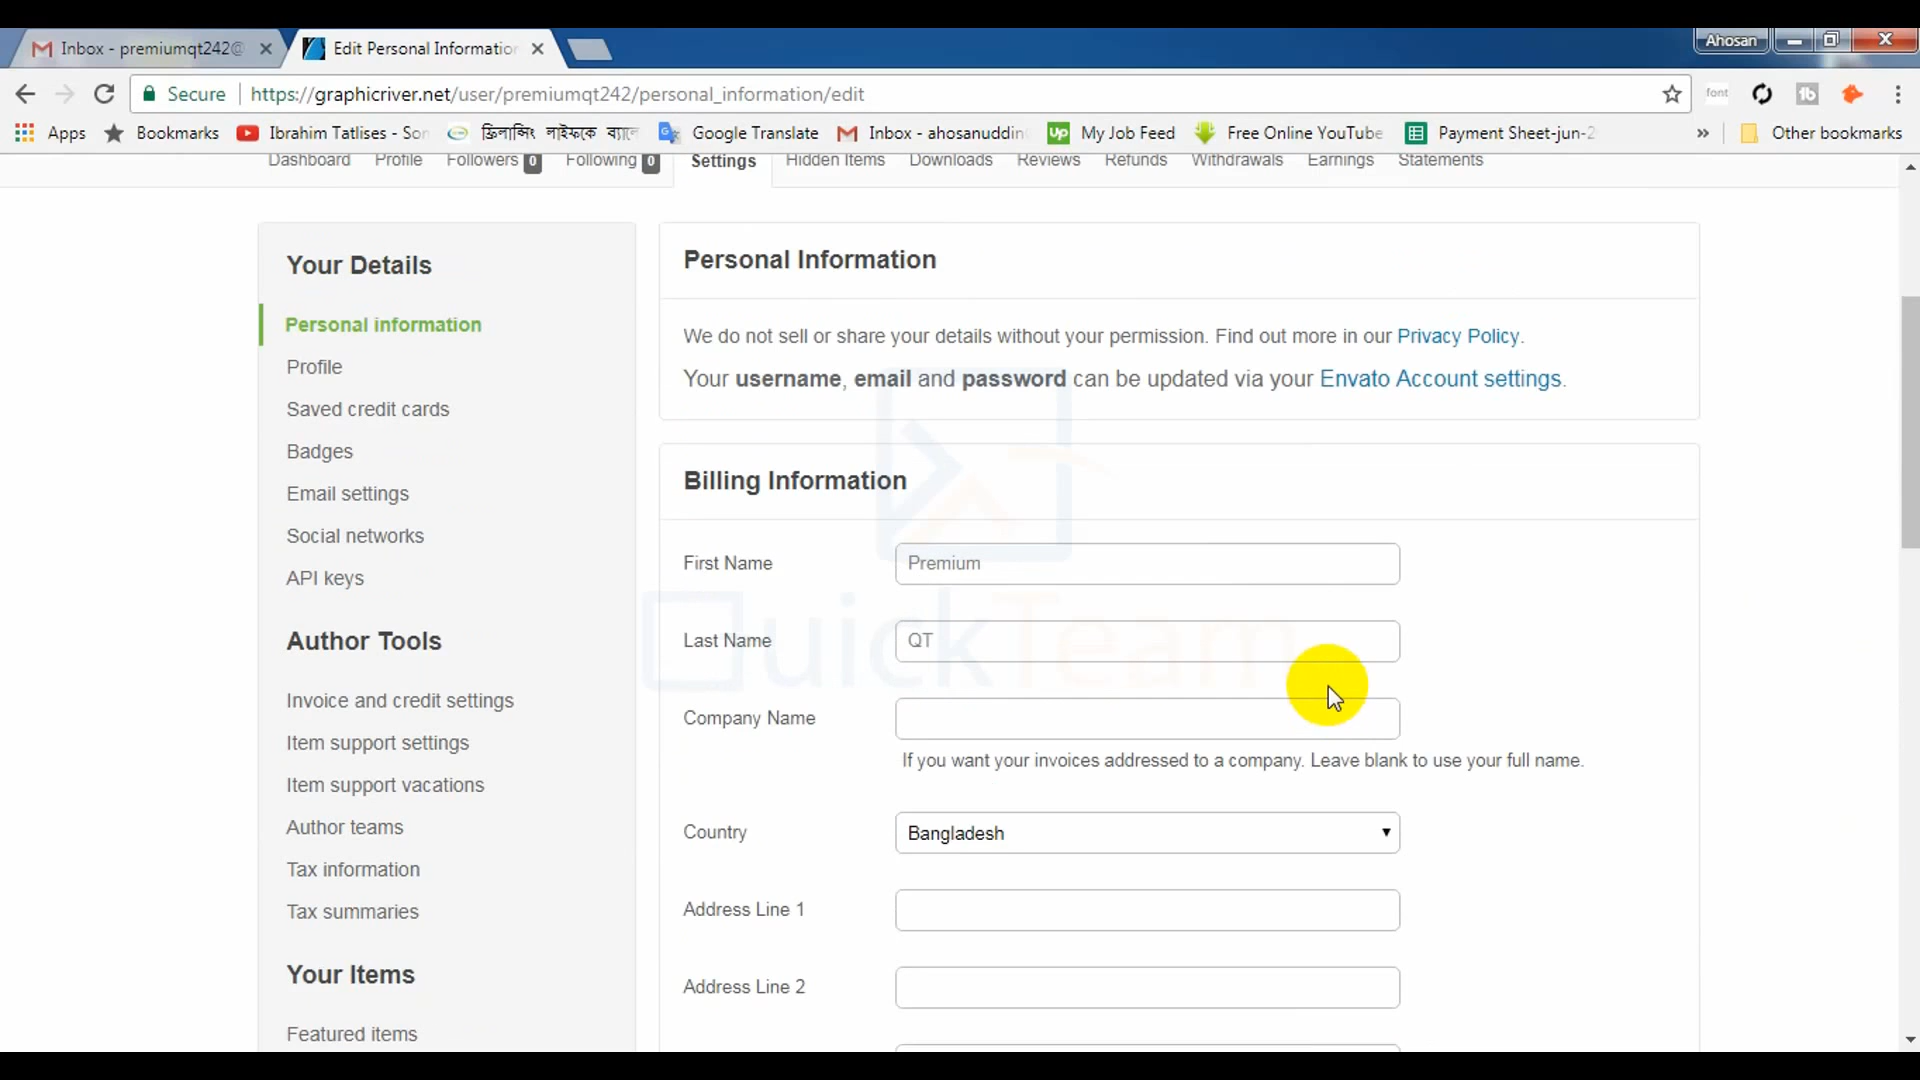 Inbox - premiumqt242@
Edit Personal Information
Ahosan
Secure
https://graphicriver.net/user/premiumqt242/personal_information/edit
font
Apps
Bookmarks
Ibrahim Tatlises - Son
ফ্রিলান্সিং লাইফকে ব্যালে
Google Translate
Inbox - ahosanuddin
Up
My Job Feed
Free Online YouTube
Payment Sheet-jun-2
»
Other bookmarks
Dashboard
Profile
Followers 0
Following 0
Settings
Hidden Items
Downloads
Reviews
Refunds
Withdrawals
Earnings
Statements
Your Details
Personal information
Profile
Saved credit cards
Badges
Email settings
Social networks
API keys
Author Tools
Invoice and credit settings
Item support settings
Item support vacations
Author teams
Tax information
Tax summaries
Your Items
Featured items
Personal Information
We do not sell or share your details without your permission. Find out more in our Privacy Policy.
Your username, email and password can be updated via your Envato Account settings.
Billing Information
First Name
Premium
Last Name
QT
QuickTeam
Company Name
If you want your invoices addressed to a company. Leave blank to use your full name.
Country
Bangladesh
Address Line 1
Address Line 2